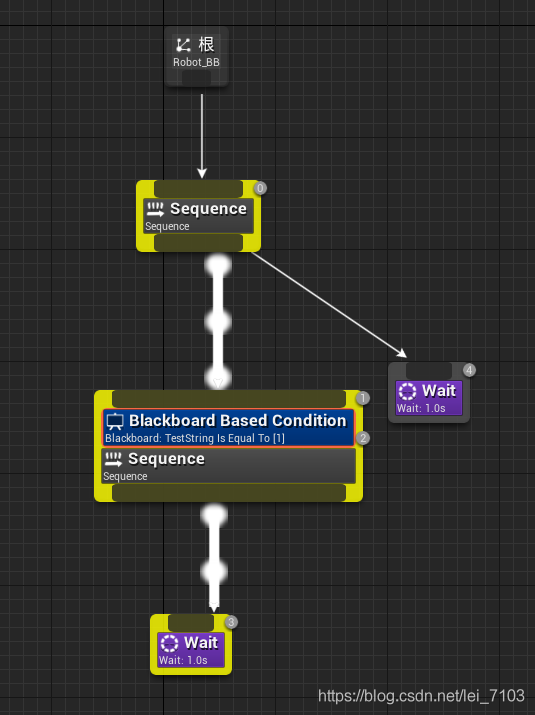 根
Robot_BB
0
Sequence
Sequence
4
Wait
Wait: 1.0s
1
Blackboard Based Condition
Blackboard: TestString Is Equal To [1]
2
Sequence
Sequence
3
Wait
Wait: 1.0s
https://blog.csdn.net/lei_7103